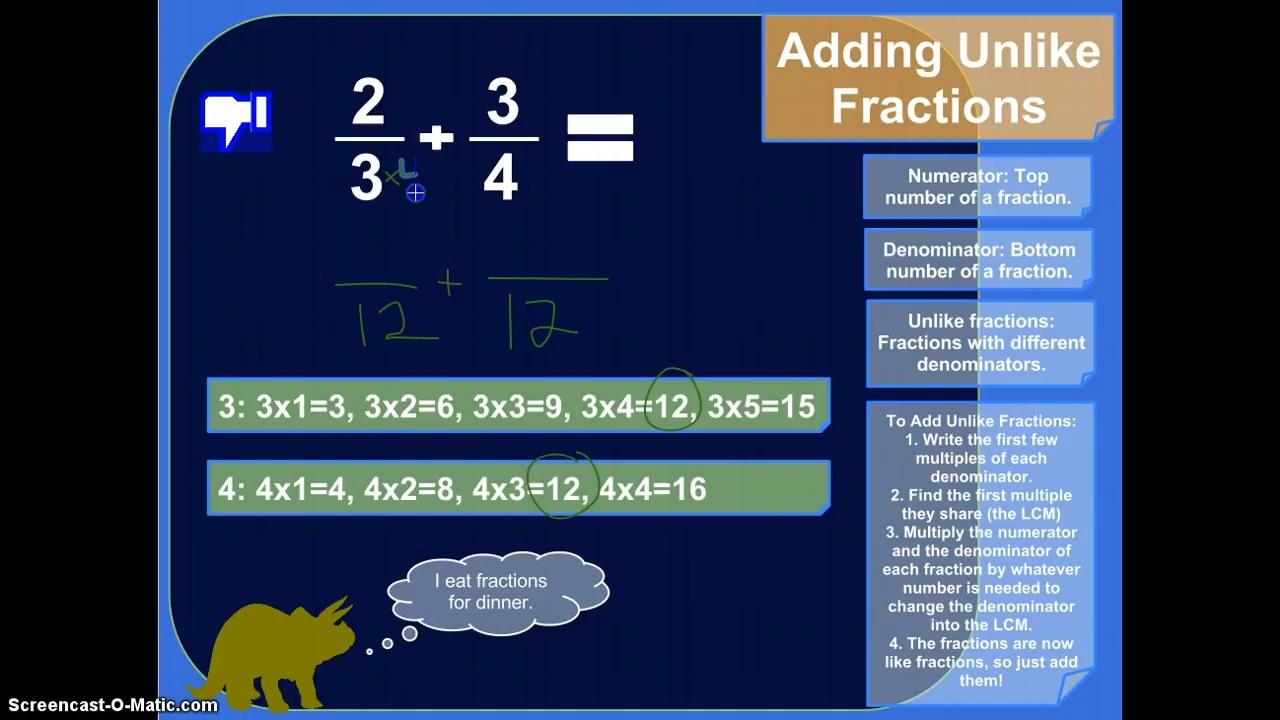 Adding Unlike
Fractions
2 + 3 =
3 × 4
4
+
12 12
Numerator: Top
number of a fraction.
Denominator: Bottom
number of a fraction.
Unlike fractions:
Fractions with different
denominators.
3: 3x1=3, 3x2=6, 3x3=9, 3x4=12, 3x5=15
4: 4x1=4, 4x2=8, 4x3=12, 4x4=16
To Add Unlike Fractions:
1. Write the first few
multiples of each
denominator.
2. Find the first multiple
they share (the LCM)
3. Multiply the numerator
and the denominator of
each fraction by whatever
number is needed to
change the denominator
into the LCM.
4. The fractions are now
like fractions, so just add
them!
I eat fractions
for dinner.
Screencast-O-Matic.com